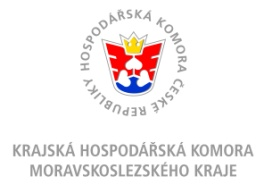 HOSPODÁŘSKÁ KOMORA ČESKÉ REPUBLIKY
KRAJSKÁ HOSPODÁŘSKÁ KOMORA
MORAVSKOSLEZSKÉHO KRAJE